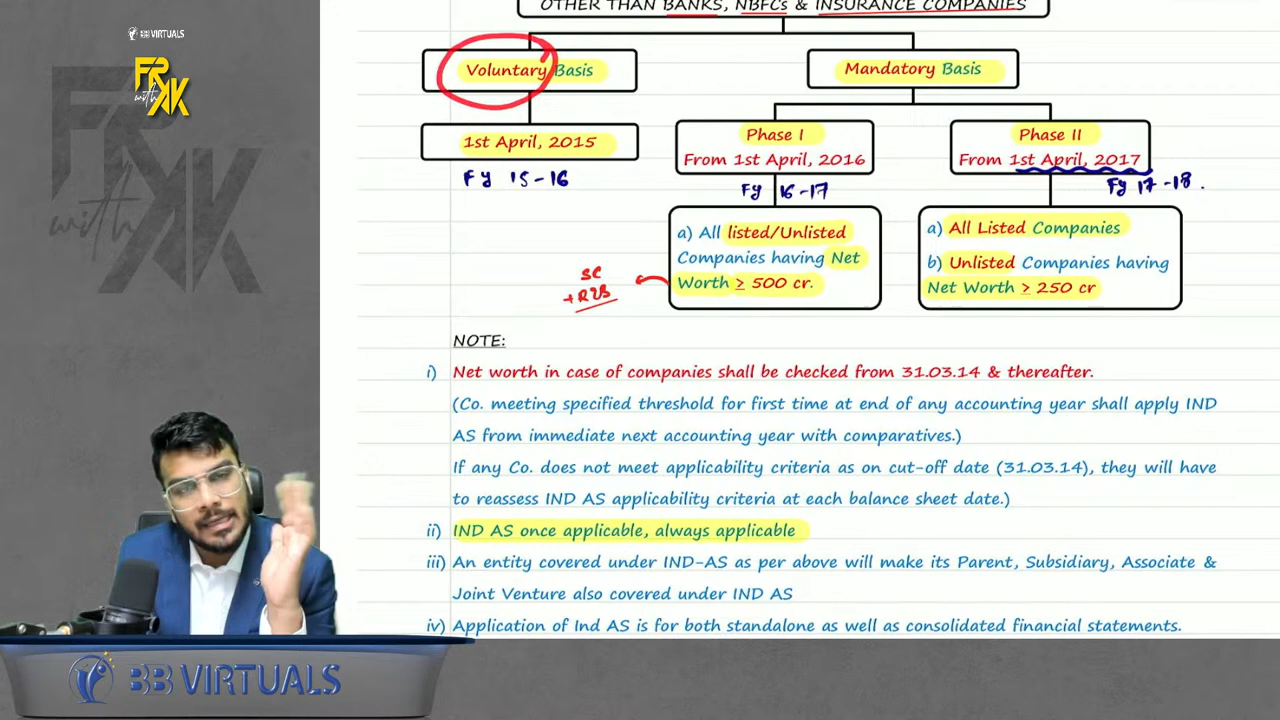 OTHER THAN BANKS, NBFCs & INSURANCE COMPANIES
BB VIRTUALS
FR
with
AK
FR
with
AK
Voluntary Basis
Mandatory Basis
1st April, 2015
Phase I
From 1st April, 2016
Phase II
From 1st April, 2017
FY 15-16
FY 16-17
FY 17-18.
a) All listed/Unlisted
Companies having Net
Worth ≥ 500 cr.
a) All Listed Companies
b) Unlisted Companies having
Net Worth ≥ 250 cr
SC
+R&S
NOTE:
i) Net worth in case of companies shall be checked from 31.03.14 & thereafter.
(Co. meeting specified threshold for first time at end of any accounting year shall apply IND
AS from immediate next accounting year with comparatives.)
If any Co. does not meet applicability criteria as on cut-off date (31.03.14), they will have
to reassess IND AS applicability criteria at each balance sheet date.)
ii) IND AS once applicable, always applicable
iii) An entity covered under IND-AS as per above will make its Parent, Subsidiary, Associate &
Joint Venture also covered under IND AS
iv) Application of Ind AS is for both standalone as well as consolidated financial statements.
BB VIRTUALS